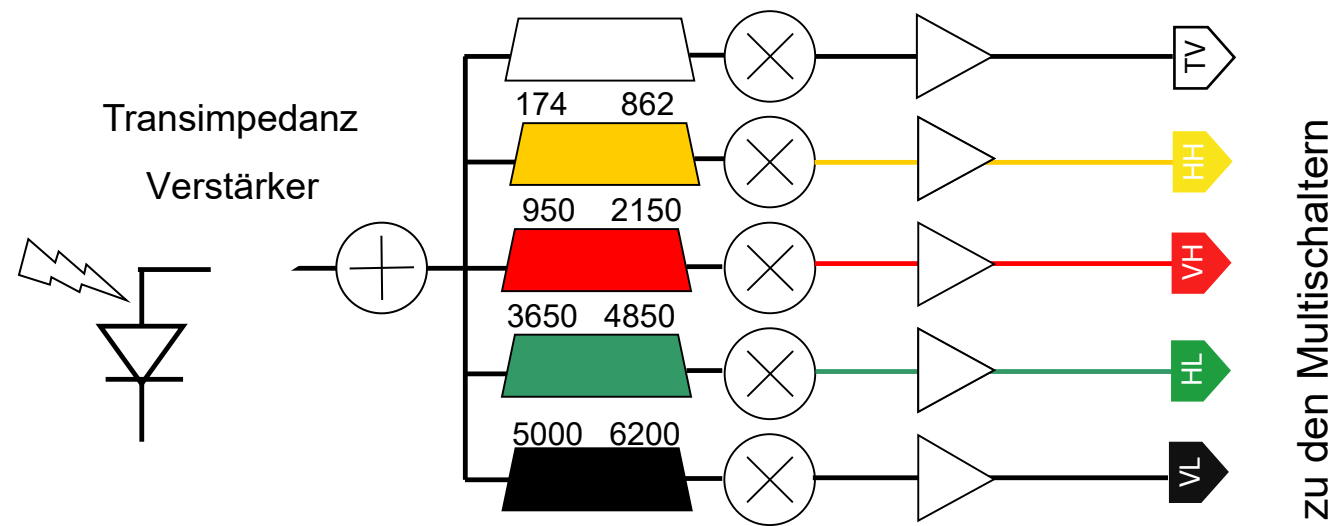 Transimpedanz
Verstärker
174 862
950 2150
3650 4850
5000 6200
TV
HH
VH
HL
VL
zu den Multischaltern